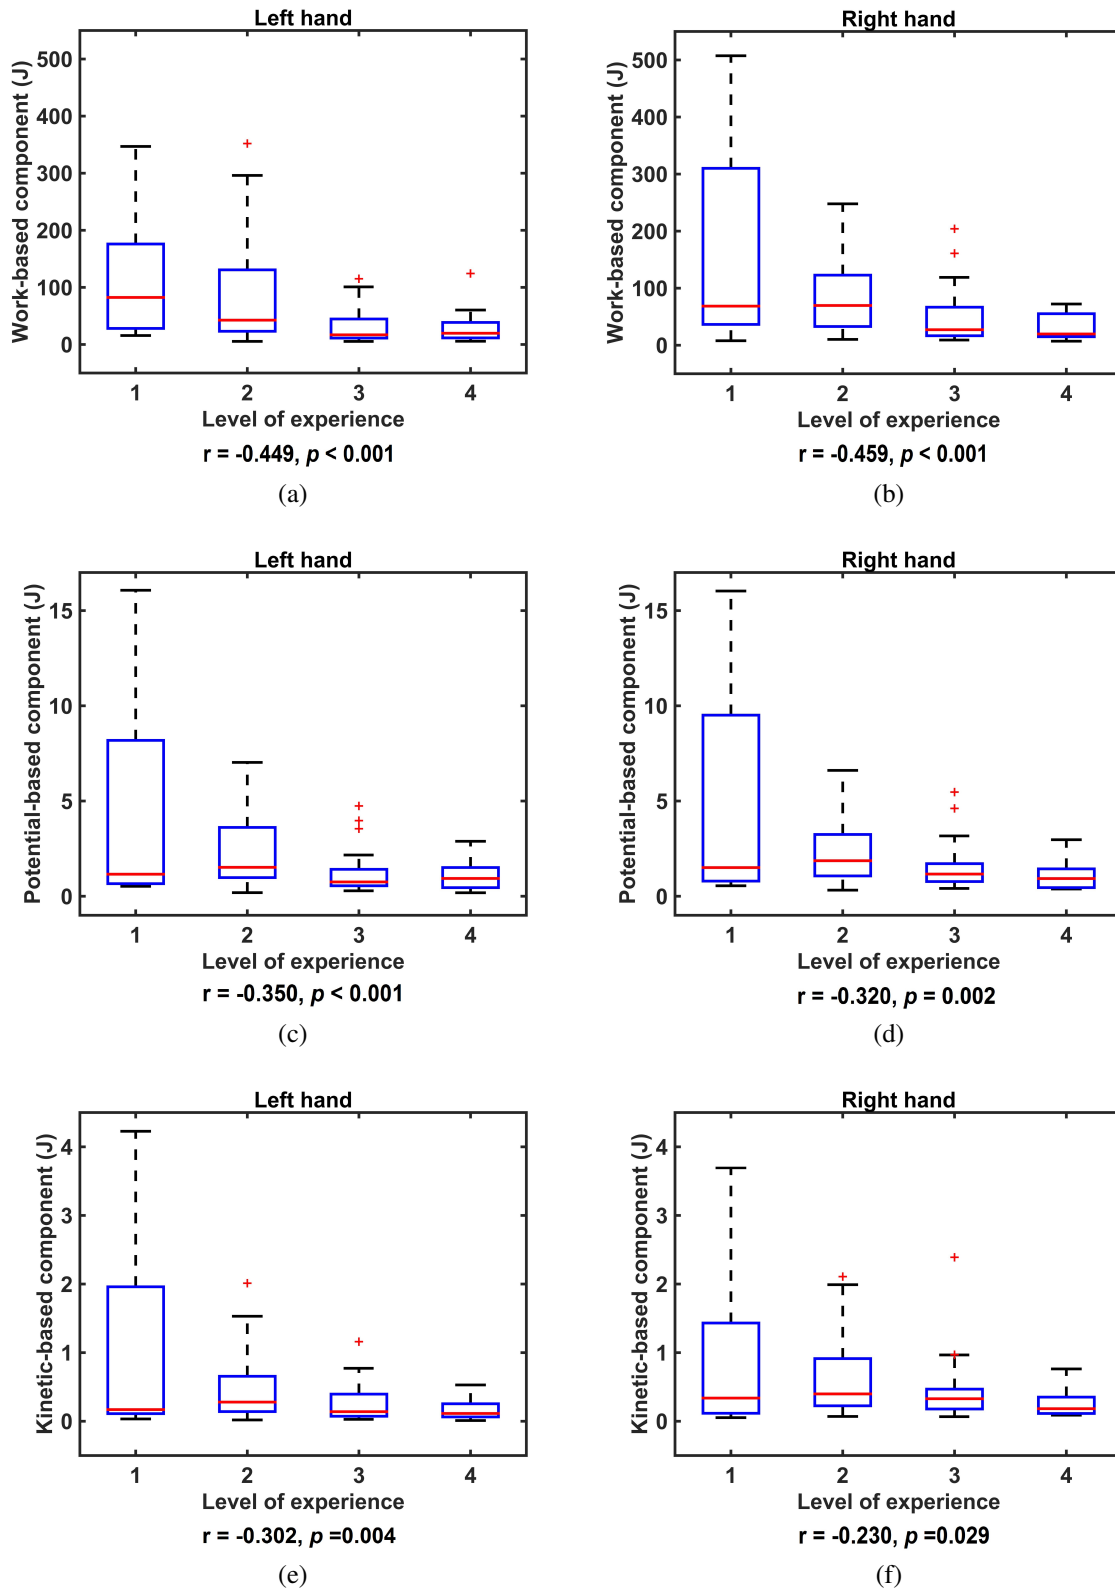 Left hand
Work-based component (J)
500
400
300
200
100
0
1 2 3 4
Level of experience
r = -0.449, p < 0.001
(a)
Right hand
Work-based component (J)
500
400
300
200
100
0
1 2 3 4
Level of experience
r = -0.459, p < 0.001
(b)
Left hand
Potential-based component (J)
15
10
5
0
1 2 3 4
Level of experience
r = -0.350, p < 0.001
(c)
Right hand
Potential-based component (J)
15
10
5
0
1 2 3 4
Level of experience
r = -0.320, p = 0.002
(d)
Left hand
Kinetic-based component (J)
4
3
2
1
0
1 2 3 4
Level of experience
r = -0.302, p =0.004
(e)
Right hand
Kinetic-based component (J)
4
3
2
1
0
1 2 3 4
Level of experience
r = -0.230, p =0.029
(f)